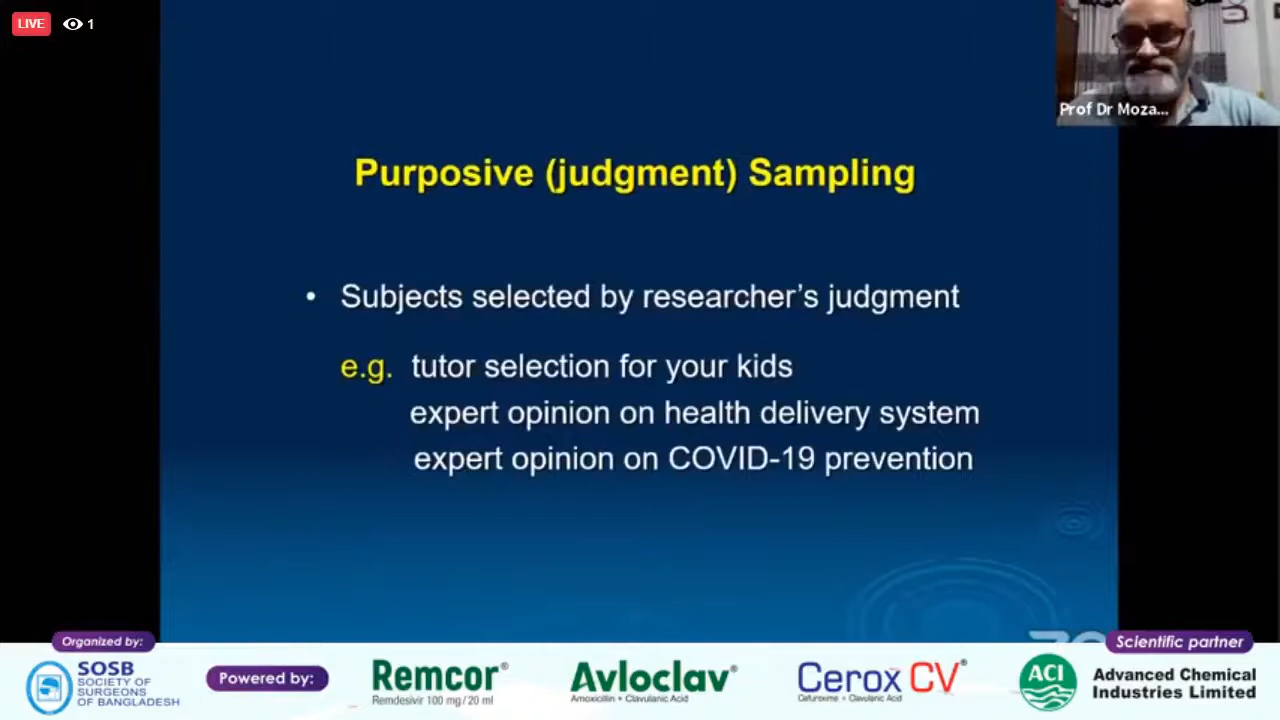 LIVE 1
Prof Dr Moza...
Purposive (judgment) Sampling
• Subjects selected by researcher’s judgment
e.g. tutor selection for your kids
expert opinion on health delivery system
expert opinion on COVID-19 prevention
Organized by:
SOSB
SOCIETY OF
SURGEONS
OF BANGLADESH
Powered by:
Remcor®
Remdesivir 100 mg/20 ml
Avloclav®
Amoxicillin + Clavulanic Acid
Cerox CV®
Cefuroxime + Clavulanic Acid
Scientific partner
ACI
Advanced Chemical
Industries Limited